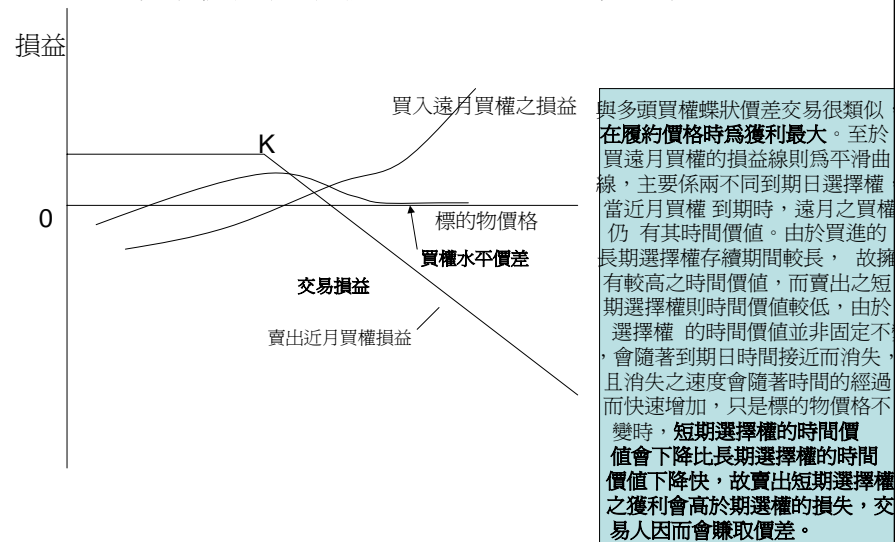 損益
買入遠月買權之損益
K
0
標的物價格
買權水平價差
交易損益
賣出近月買權損益
與多頭買權蝶狀價差交易很類似
在履約價格時為獲利最大。至於
買遠月買權的損益線則為平滑曲
線,主要係兩不同到期日選擇權,
當近月買權 到期時,遠月之買權
仍 有其時間價值。由於買進的
長期選擇權存續期間較長, 故擁
有較高之時間價值,而賣出之短
期選擇權則時間價值較低,由於
選擇權 的時間價值並非固定不
,會隨著到期日時間接近而消失,
且消失之速度會隨著時間的經過
而快速增加,只是標的物價格不
變時,短期選擇權的時間價
值會下降比長期選擇權的時間
價值下降快,故賣出短期選擇權
之獲利會高於期選權的損失,交
易人因而會賺取價差。